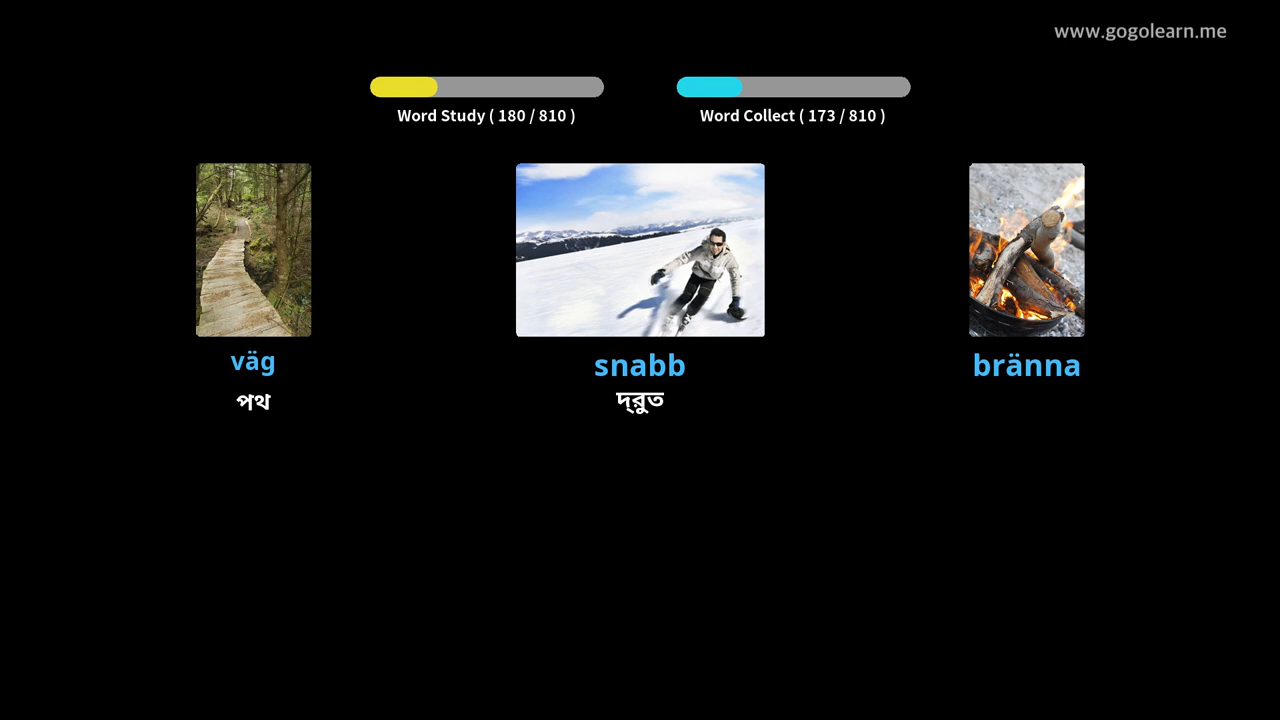 www.gogolearn.me
Word Study ( 180 / 810 )
Word Collect ( 173 / 810 )
väg
পথ
snabb
দ্রুত
bränna